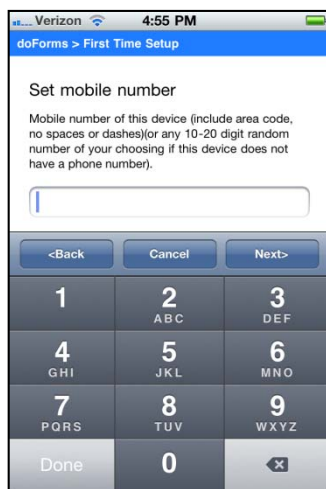 Verizon 4:55 PM
doForms > First Time Setup
Set mobile number
Mobile number of this device (include area code,
no spaces or dashes)(or any 10-20 digit random
number of your choosing if this device does not
have a phone number).
<Back Cancel Next>
1 2 3
ABC DEF
4 5 6
GHI JKL MNO
7 8 9
PQRS TUV WXYZ
Done 0